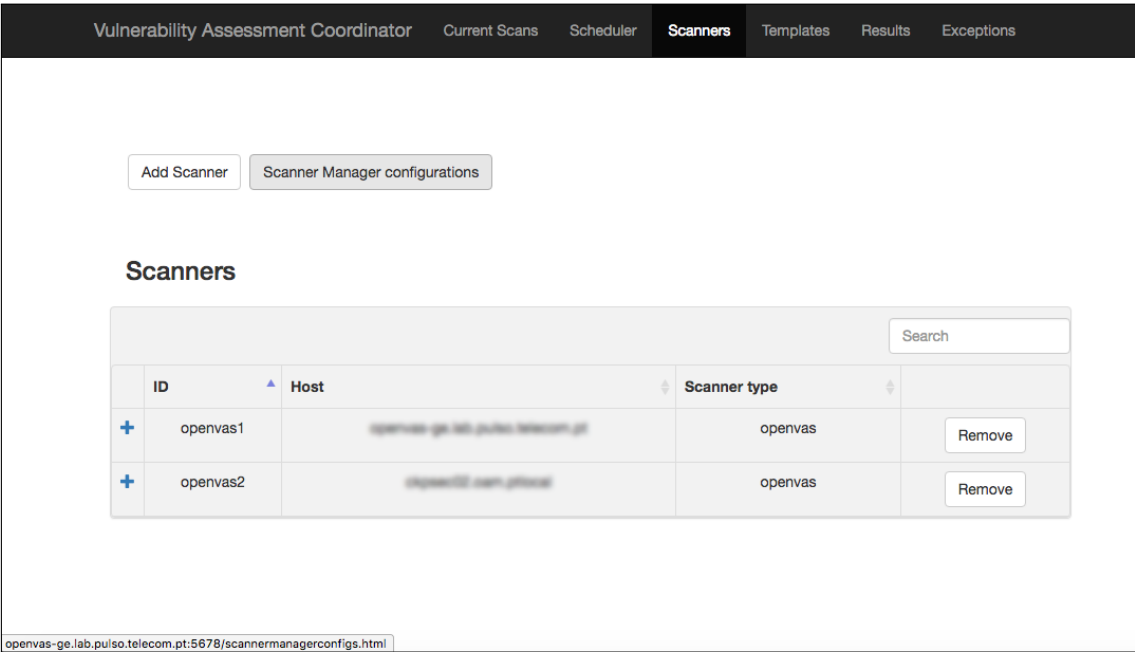 Vulnerability Assessment Coordinator Current Scans Scheduler Scanners Templates Results Exceptions
Add Scanner Scanner Manager configurations
Scanners
Search
ID Host Scanner type
openvas1 openvas Remove
openvas2 openvas Remove
openvas-ge.lab.pulso.telecom.pt:5678/scannermanagerconfigs.html